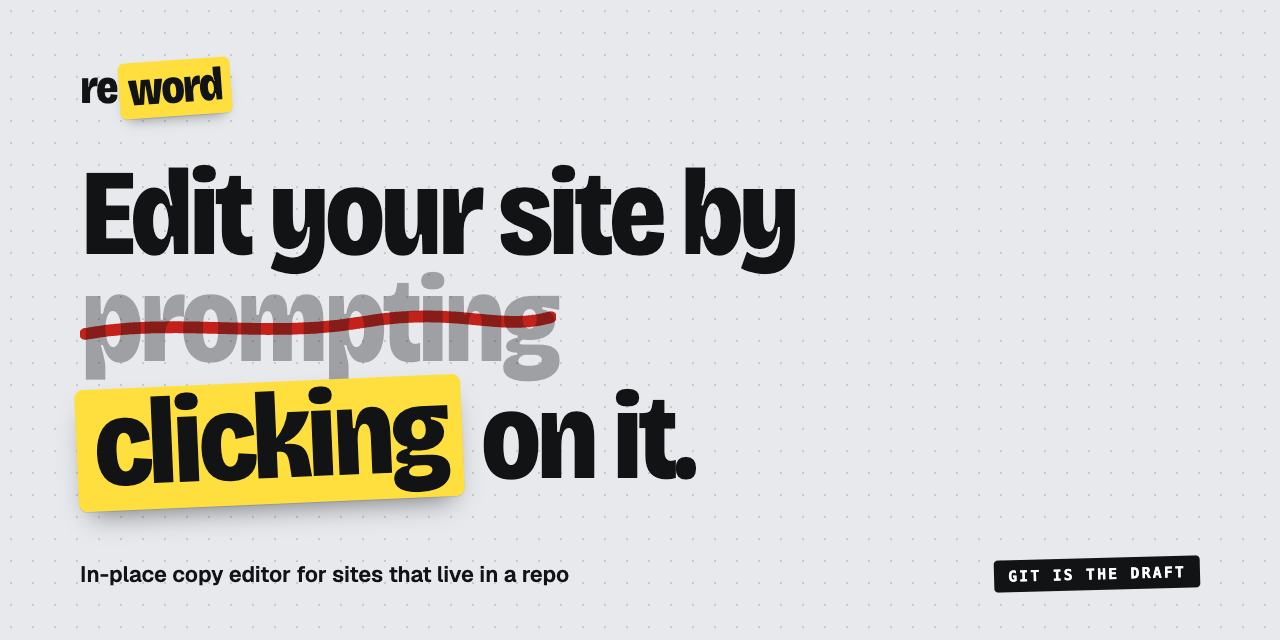 reword
Edit your site by
prompting
clicking on it.
In-place copy editor for sites that live in a repo
GIT IS THE DRAFT